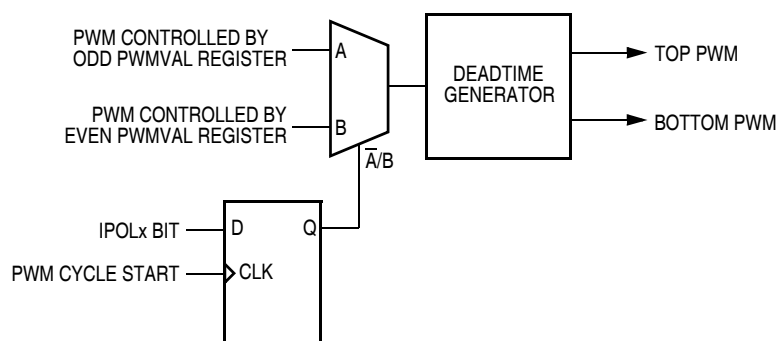 PWM CONTROLLED BY
ODD PWMVAL REGISTER
A
DEADTIME
GENERATOR
TOP PWM
PWM CONTROLLED BY
EVEN PWMVAL REGISTER
B
BOTTOM PWM
A̅/B
IPOLx BIT
D
Q
PWM CYCLE START
CLK